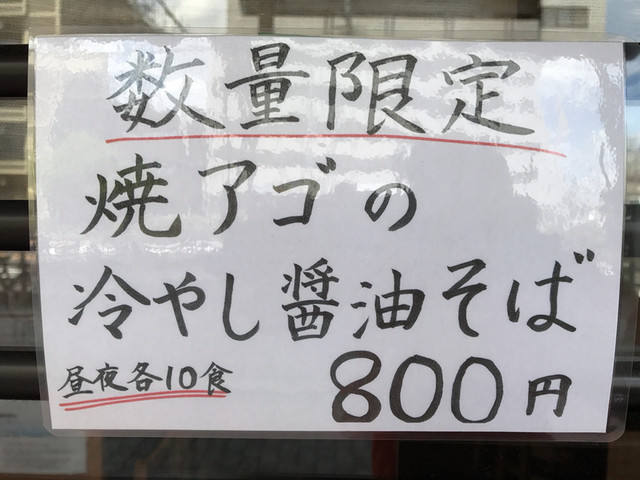 数量限定
焼アゴの
冷やし醤油そば
昼夜各10食 800円